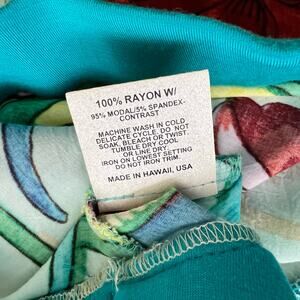 100% RAYON W/
95% MODAL/5% SPANDEX-
CONTRAST
MACHINE WASH IN COLD
DELICATE CYCLE. DO NOT
SOAK, BLEACH OR TWIST.
TUMBLE DRY COOL
OR LINE DRY.
IRON ON LOWEST SETTING
DO NOT IRON TRIM.
MADE IN HAWAII, USA